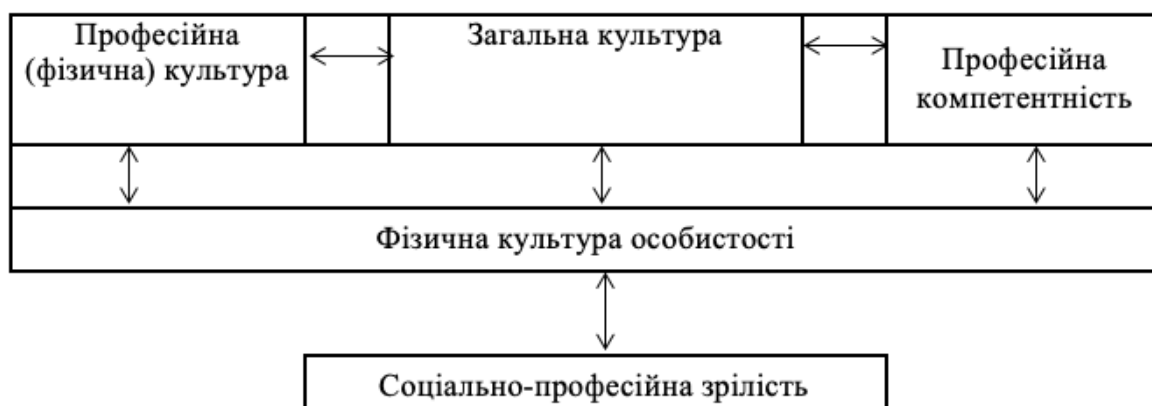 Професійна
(фізична) культура
Загальна культура
Професійна
компетентність
Фізична культура особистості
Соціально-професійна зрілість